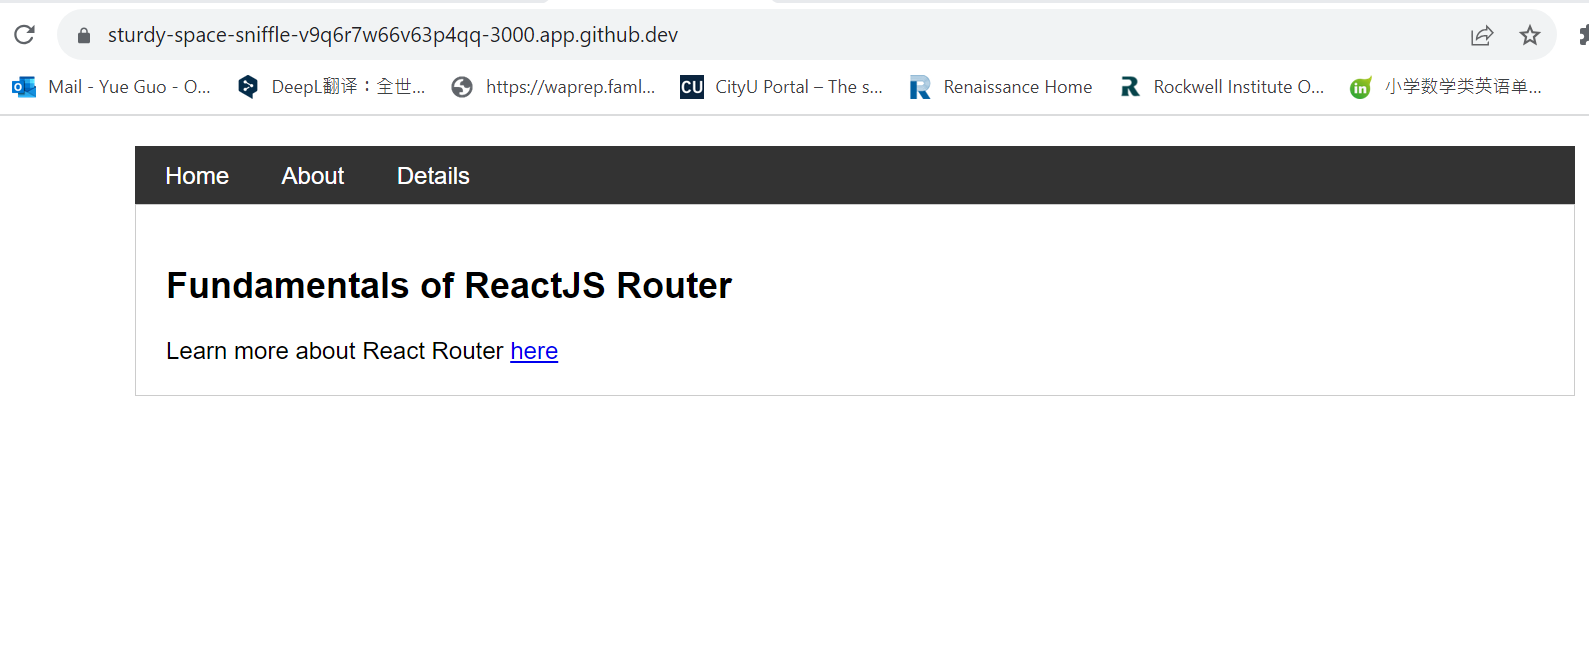 sturdy-space-sniffle-v9q6r7w66v63p4qq-3000.app.github.dev
Mail - Yue Guo - O... DeepL翻译：全世... https://waprep.faml... CU CityU Portal – The s... Renaissance Home Rockwell Institute O... in 小学数学类英语单...
Home About Details
Fundamentals of ReactJS Router
Learn more about React Router here